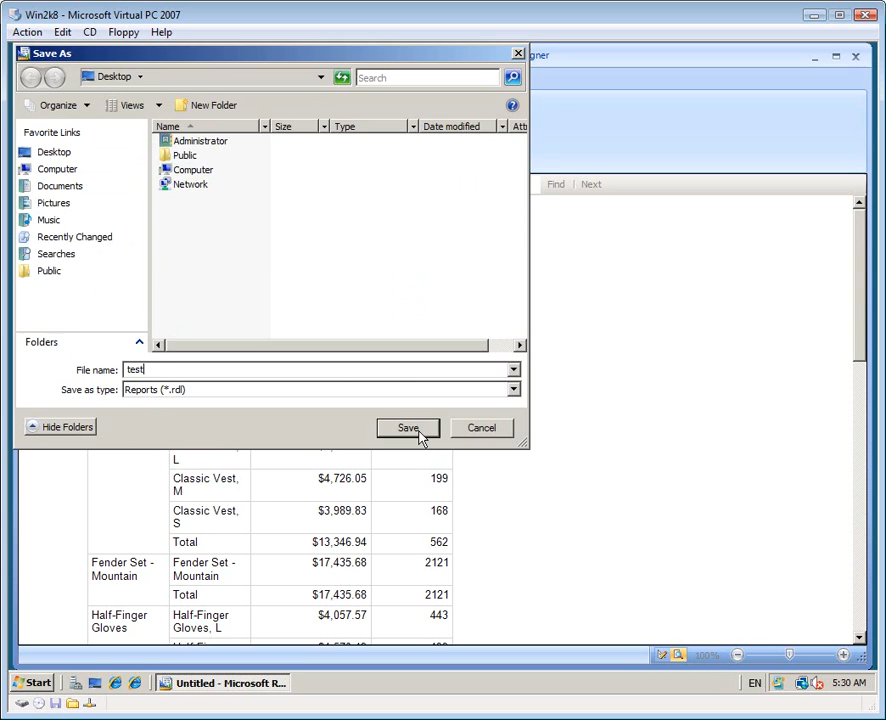 Win2k8 - Microsoft Virtual PC 2007
Action Edit CD Floppy Help
Save As
gner
Desktop
Search
Organize Views New Folder
Find | Next
Favorite Links
Desktop
Computer
Documents
Pictures
Music
Recently Changed
Searches
Public
Folders
Name Size Type Date modified Att
Administrator
Public
Computer
Network
File name: test
Save as type: Reports (*.rdl)
Hide Folders Save Cancel
L
Classic Vest, M $4,726.05 199
Classic Vest, S $3,989.83 168
Total $13,346.94 562
Fender Set - Mountain Fender Set - Mountain $17,435.68 2121
Total $17,435.68 2121
Half-Finger Gloves Half-Finger Gloves, L $4,057.57 443
100%
Start Untitled - Microsoft R... EN 5:30 AM